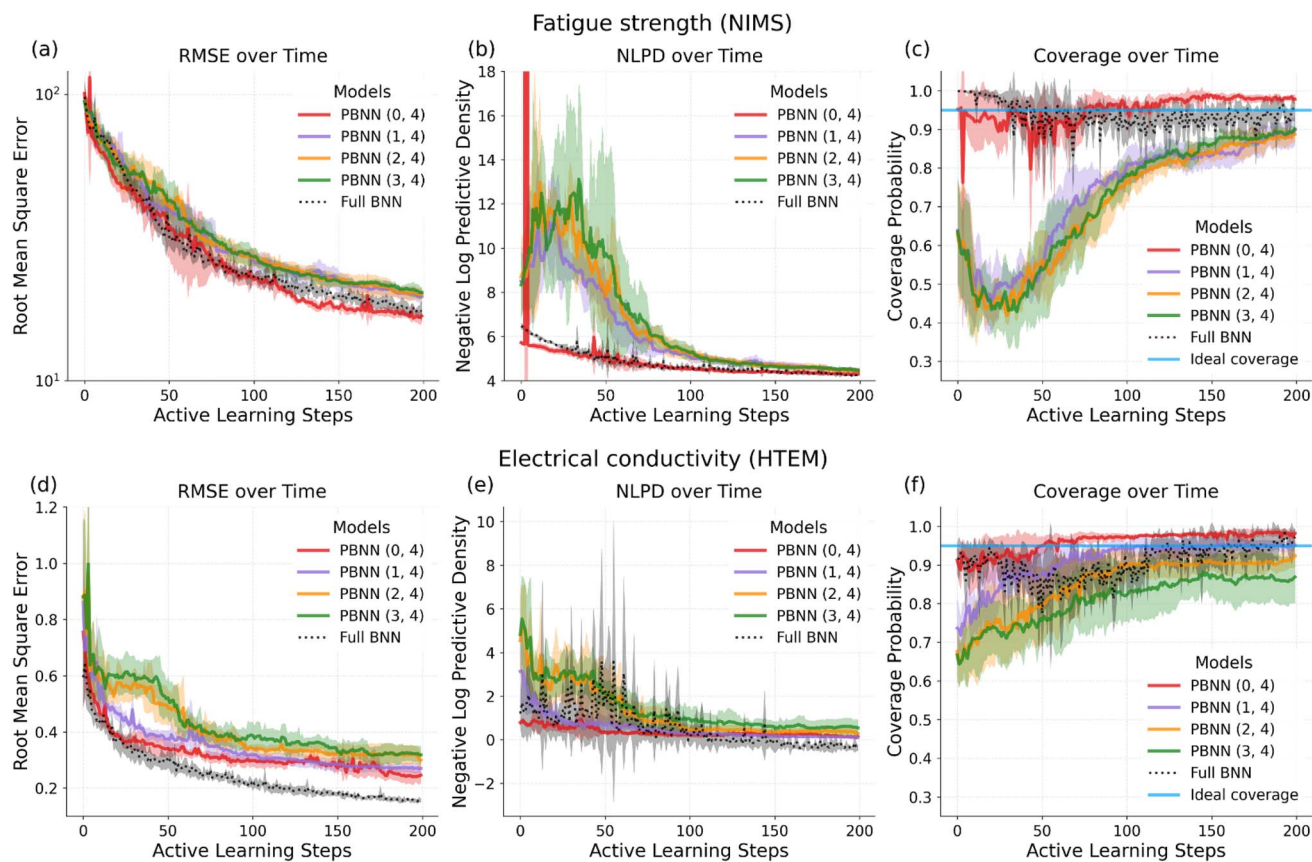 Fatigue strength (NIMS)
(a)
RMSE over Time
Root Mean Square Error
10²
10¹
Models
PBNN (0, 4)
PBNN (1, 4)
PBNN (2, 4)
PBNN (3, 4)
Full BNN
0 50 100 150 200
Active Learning Steps
(b)
NLPD over Time
Negative Log Predictive Density
18
16
14
12
10
8
6
4
Models
PBNN (0, 4)
PBNN (1, 4)
PBNN (2, 4)
PBNN (3, 4)
Full BNN
0 50 100 150 200
Active Learning Steps
(c)
Coverage over Time
Coverage Probability
1.0
0.9
0.8
0.7
0.6
0.5
0.4
0.3
Models
PBNN (0, 4)
PBNN (1, 4)
PBNN (2, 4)
PBNN (3, 4)
Full BNN
Ideal coverage
0 50 100 150 200
Active Learning Steps
Electrical conductivity (HTEM)
(d)
RMSE over Time
Root Mean Square Error
1.2
1.0
0.8
0.6
0.4
0.2
Models
PBNN (0, 4)
PBNN (1, 4)
PBNN (2, 4)
PBNN (3, 4)
Full BNN
0 50 100 150 200
Active Learning Steps
(e)
NLPD over Time
Negative Log Predictive Density
10
8
6
4
2
0
−2
Models
PBNN (0, 4)
PBNN (1, 4)
PBNN (2, 4)
PBNN (3, 4)
Full BNN
0 50 100 150 200
Active Learning Steps
(f)
Coverage over Time
Coverage Probability
1.0
0.9
0.8
0.7
0.6
0.5
0.4
0.3
Models
PBNN (0, 4)
PBNN (1, 4)
PBNN (2, 4)
PBNN (3, 4)
Full BNN
Ideal coverage
0 50 100 150 200
Active Learning Steps